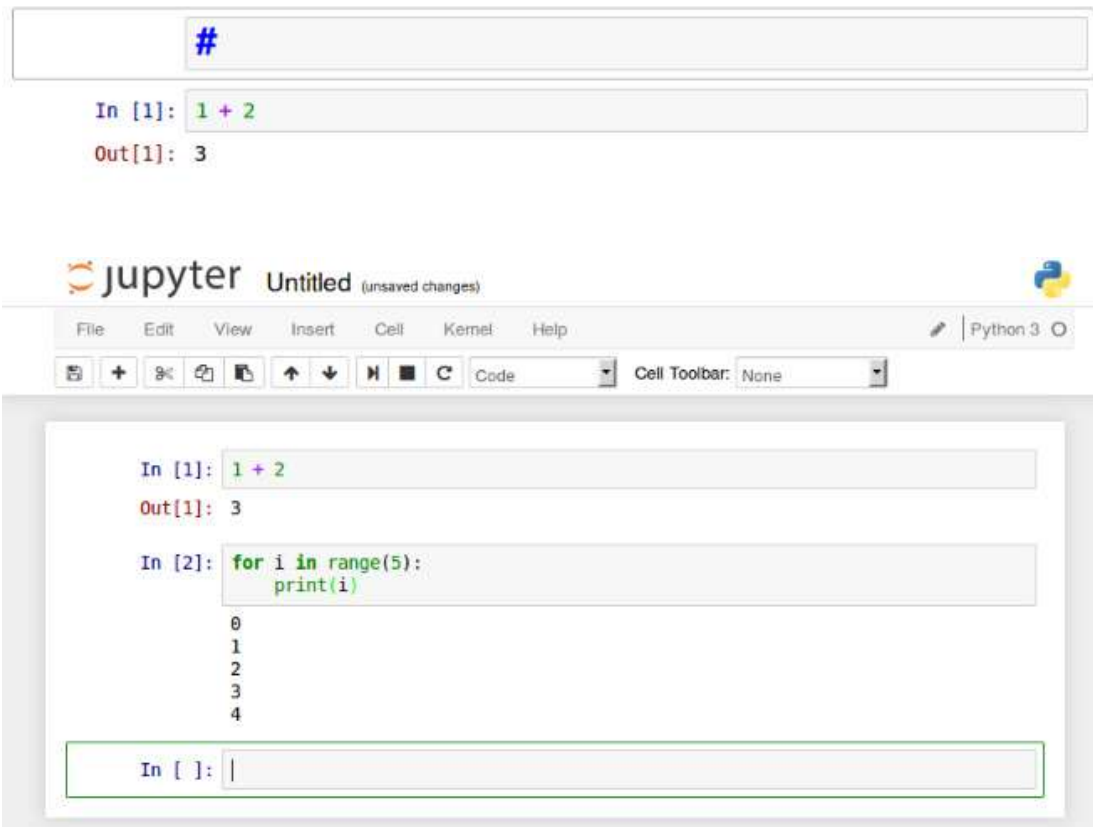 #
In [1]: 1 + 2
Out[1]: 3
jupyter Untitled (unsaved changes)
File Edit View Insert Cell Kernel Help Python 3
Code Cell Toolbar: None
In [1]: 1 + 2
Out[1]: 3
In [2]: for i in range(5):
print(i)
0
1
2
3
4
In [ ]: